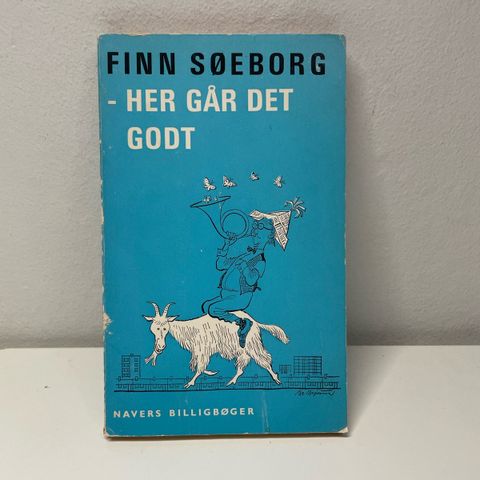 FINN SØEBORG
- HER GÅR DET
GODT
NAVERS BILLIGBØGER